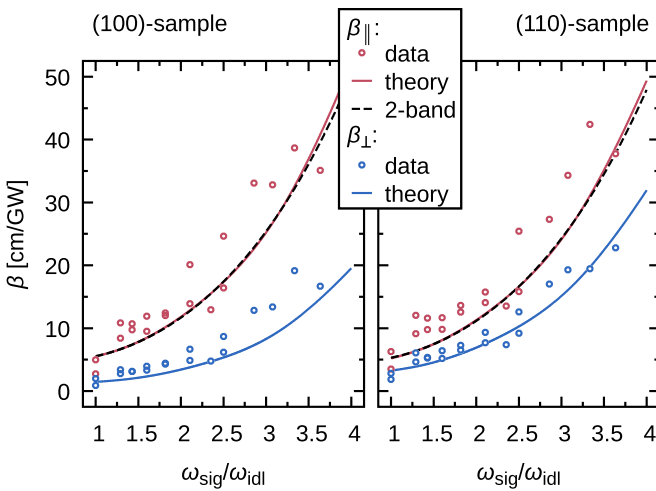 (100)-sample
(110)-sample
β∥:
data
theory
2-band
β⊥:
data
theory
50
40
30
20
10
0
β [cm/GW]
1 1.5 2 2.5 3 3.5 4
1 1.5 2 2.5 3 3.5 4
ωsig/ωidl
ωsig/ωidl